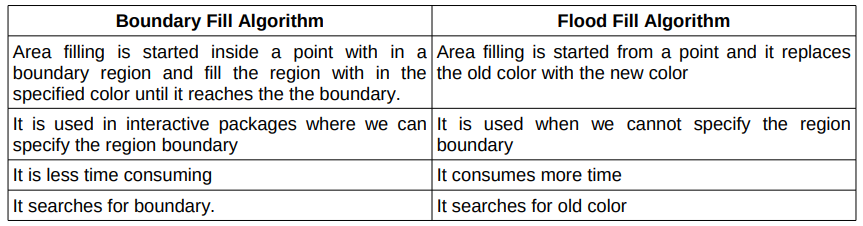 Boundary Fill Algorithm
Flood Fill Algorithm
Area filling is started inside a point with in a
boundary region and fill the region with in the
specified color until it reaches the the boundary.
Area filling is started from a point and it replaces
the old color with the new color
It is used in interactive packages where we can
specify the region boundary
It is used when we cannot specify the region
boundary
It is less time consuming
It consumes more time
It searches for boundary.
It searches for old color